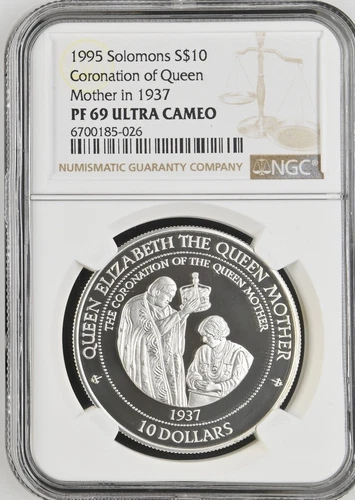 1995 Solomons S$10
Coronation of Queen
Mother in 1937
PF 69 ULTRA CAMEO
6700185-026
NUMISMATIC GUARANTY COMPANY
NGC®
QUEEN ELIZABETH THE QUEEN MOTHER
THE CORONATION OF THE QUEEN MOTHER
1937
10 DOLLARS